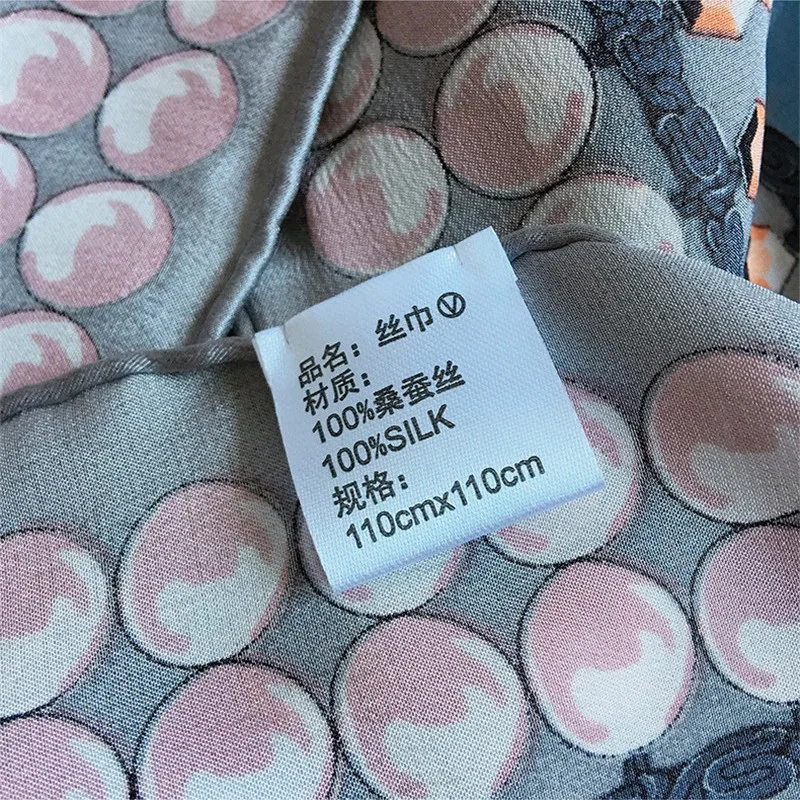 品名：丝巾 Ⓥ
材质：
100%桑蚕丝
100%SILK
规格：
110cmx110cm